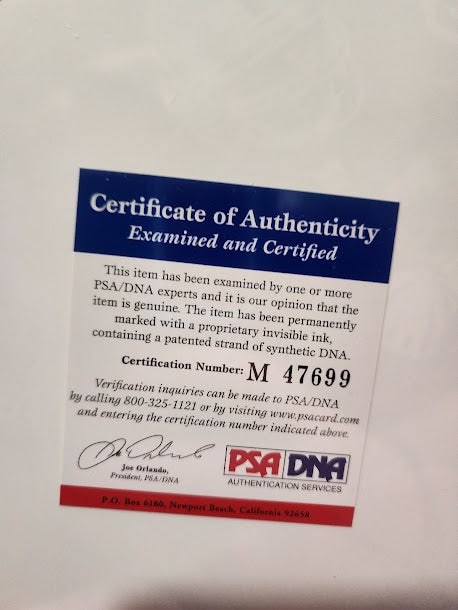 Certificate of Authenticity
Examined and Certified
This item has been examined by one or more
PSA/DNA experts and it is our opinion that the
item is genuine. The item has been permanently
marked with a proprietary invisible ink,
containing a patented strand of synthetic DNA.
Certification Number: M 47699
Verification inquiries can be made to PSA/DNA
by calling 800-325-1121 or by visiting www.psacard.com
and entering the certification number indicated above.
Joe Orlando,
President, PSA/DNA
PSA DNA
AUTHENTICATION SERVICES
P.O. Box 6180, Newport Beach, California 92658